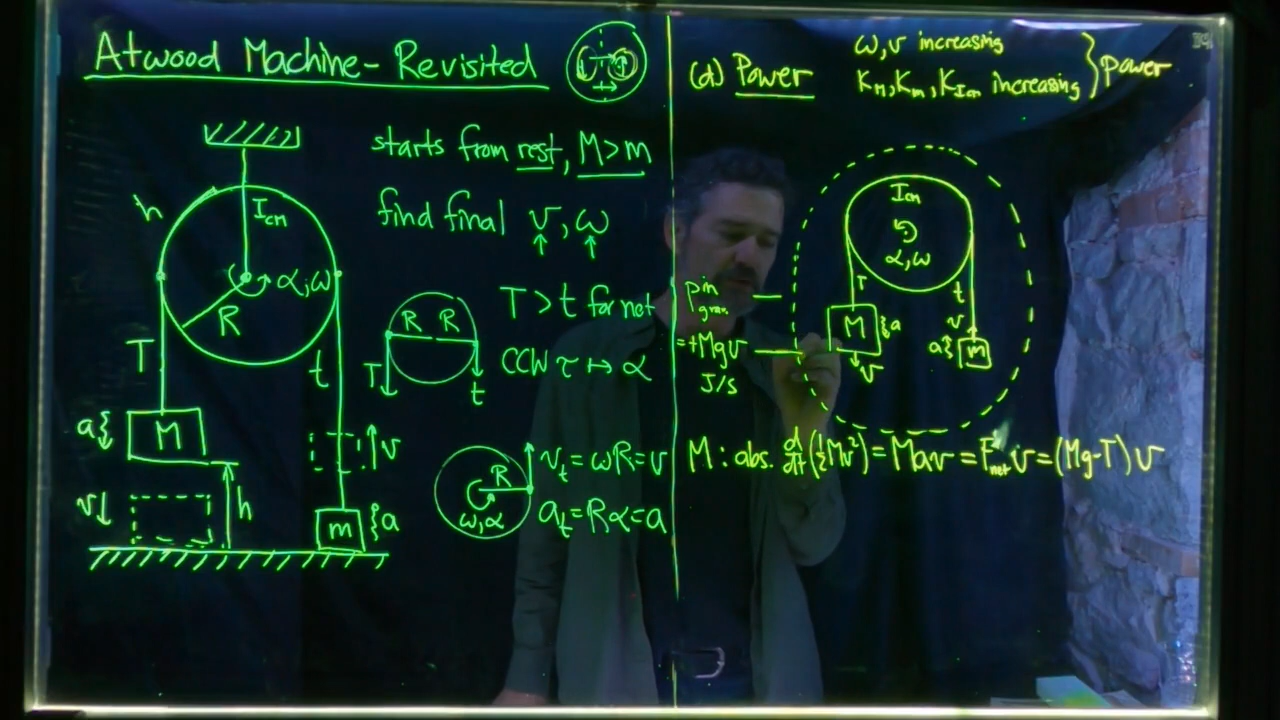 Atwood Machine - Revisited
starts from rest, M>m
find final v, ω
h
I_cm
α, ω
R
T
t
a
M
v
h
v
m
a
R R
T
t
T > t for net
CCW τ ↦ α
R
ω, α
v_t = ωR = v
a_t = Rα = a
(d) Power
ω, v increasing
K_M, K_m, K_Icm increasing
} power
I_cm
α, ω
T
t
M
a
v
v
a
m
P^in_grav.
= +Mgv
J/s
M: abs. d/dt(½Mv²) = Mav = F_net v = (Mg-T) v